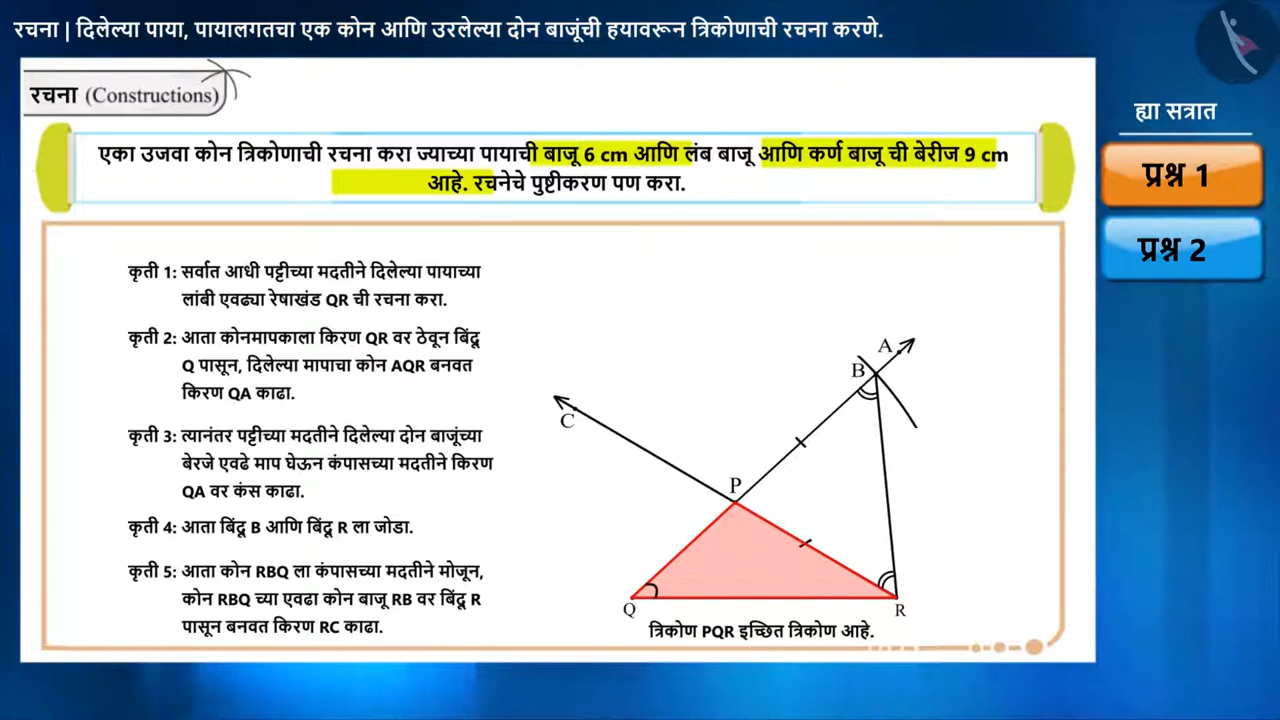 रचना | दिलेल्या पाया, पायालगतचा एक कोन आणि उरलेल्या दोन बाजूंची हयावरून त्रिकोणाची रचना करणे.
रचना (Constructions)
ह्या सत्रात
एका उजवा कोन त्रिकोणाची रचना करा ज्याच्या पायाची बाजू 6 cm आणि लंब बाजू आणि कर्ण बाजू ची बेरीज 9 cm
आहे. रचनेचे पुष्टीकरण पण करा.
प्रश्न 1
प्रश्न 2
कृती 1: सर्वात आधी पट्टीच्या मदतीने दिलेल्या पायाच्या
लांबी एवढ्या रेषाखंड QR ची रचना करा.
कृती 2: आता कोनमापकाला किरण QR वर ठेवून बिंदू
Q पासून, दिलेल्या मापाचा कोन AQR बनवत
किरण QA काढा.
कृती 3: त्यानंतर पट्टीच्या मदतीने दिलेल्या दोन बाजूंच्या
बेरजे एवढे माप घेऊन कंपासच्या मदतीने किरण
QA वर कंस काढा.
कृती 4: आता बिंदू B आणि बिंदू R ला जोडा.
कृती 5: आता कोन RBQ ला कंपासच्या मदतीने मोजून,
कोन RBQ च्या एवढा कोन बाजू RB वर बिंदू R
पासून बनवत किरण RC काढा.
A
B
C
P
Q
R
त्रिकोण PQR इच्छित त्रिकोण आहे.